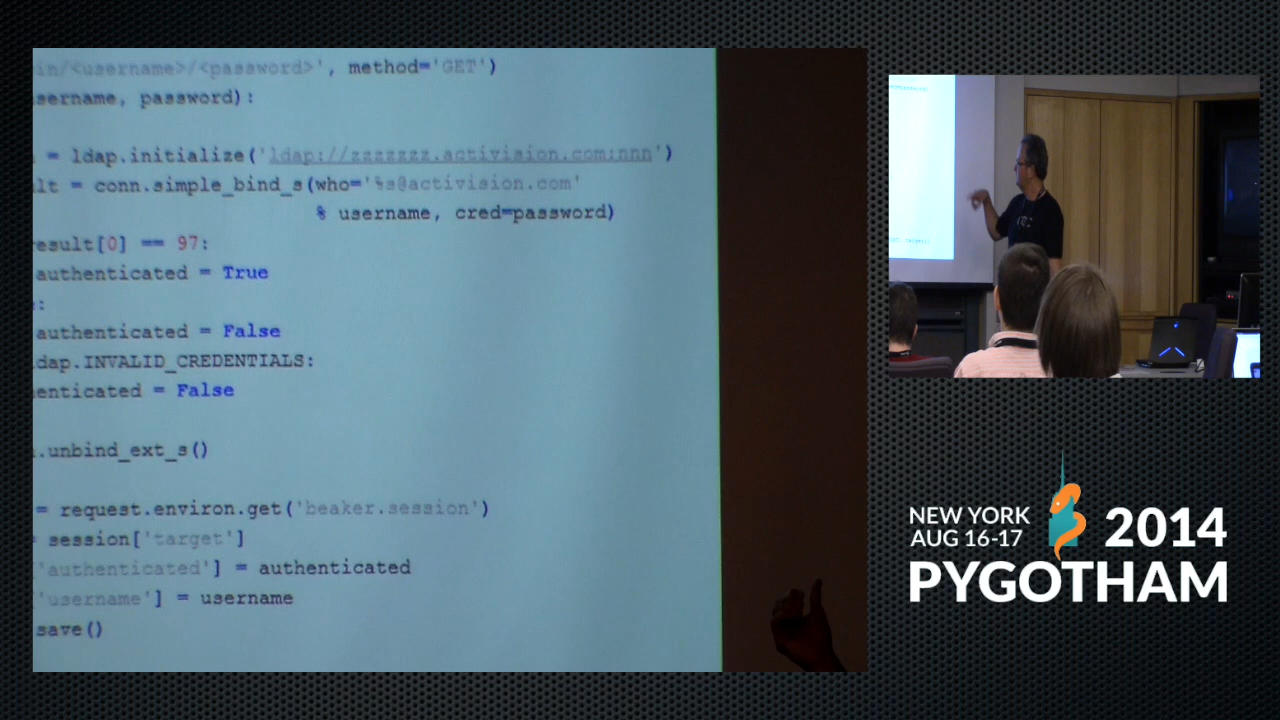 in/<username>/<password>', method='GET')
sername, password):
= ldap.initialize('ldap://zzzzzzz.activision.com:nnn')
lt = conn.simple_bind_s(who='%s@activision.com'
% username, cred=password)
esult[0] == 97:
authenticated = True
:
authenticated = False
dap.INVALID_CREDENTIALS:
enticated = False
.unbind_ext_s()
= request.environ.get('beaker.session')
= session['target']
'authenticated'] = authenticated
'username'] = username
save()
NEW YORK
AUG 16-17
2014
PYGOTHAM